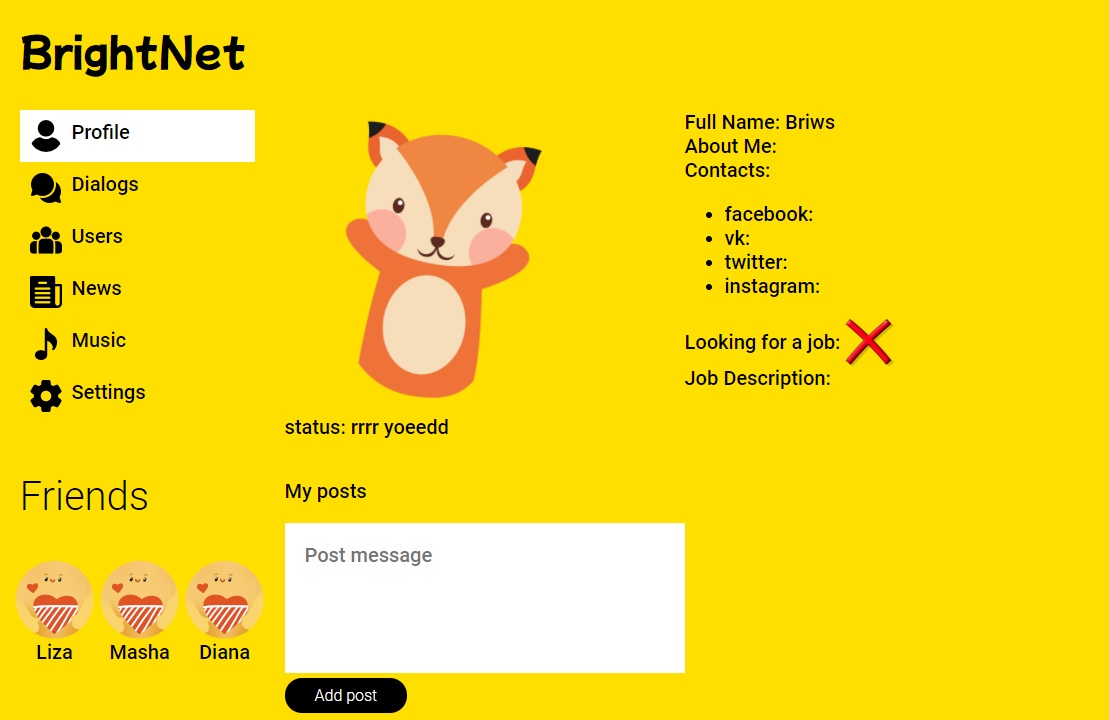 BrightNet
Profile
Dialogs
Users
News
Music
Settings
Friends
Liza Masha Diana
status: rrrr yoeedd
Full Name: Briws
About Me:
Contacts:
facebook:
vk:
twitter:
instagram:
Looking for a job:
Job Description:
My posts
Post message
Add post